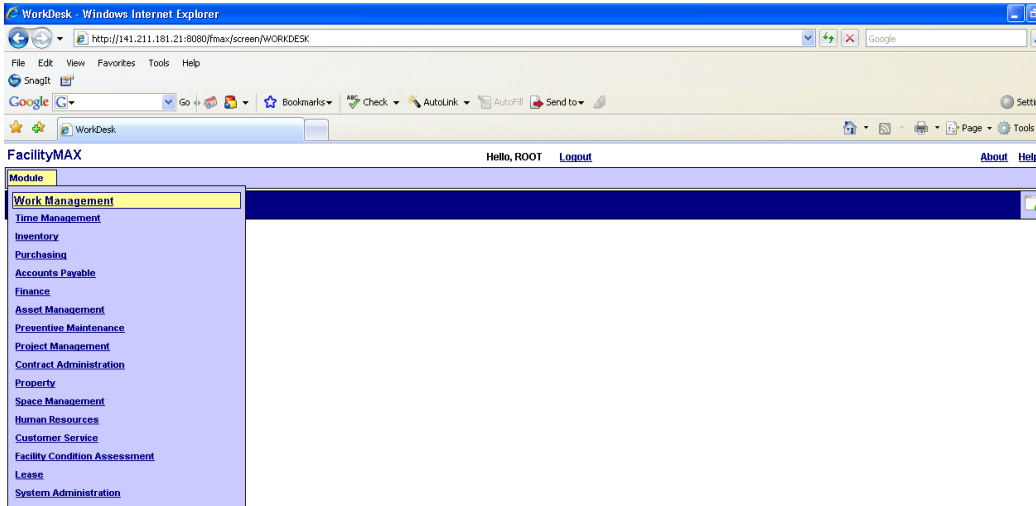 WorkDesk - Windows Internet Explorer
http://141.211.181.21:8080/fmax/screen/WORKDESK
Google
File Edit View Favorites Tools Help
SnagIt
Google G Go Bookmarks ABC Check AutoLink AutoFill Send to
WorkDesk
Page Tools
FacilityMAX Hello, ROOT Logout About Help
Module
Work Management
Time Management
Inventory
Purchasing
Accounts Payable
Finance
Asset Management
Preventive Maintenance
Project Management
Contract Administration
Property
Space Management
Human Resources
Customer Service
Facility Condition Assessment
Lease
System Administration